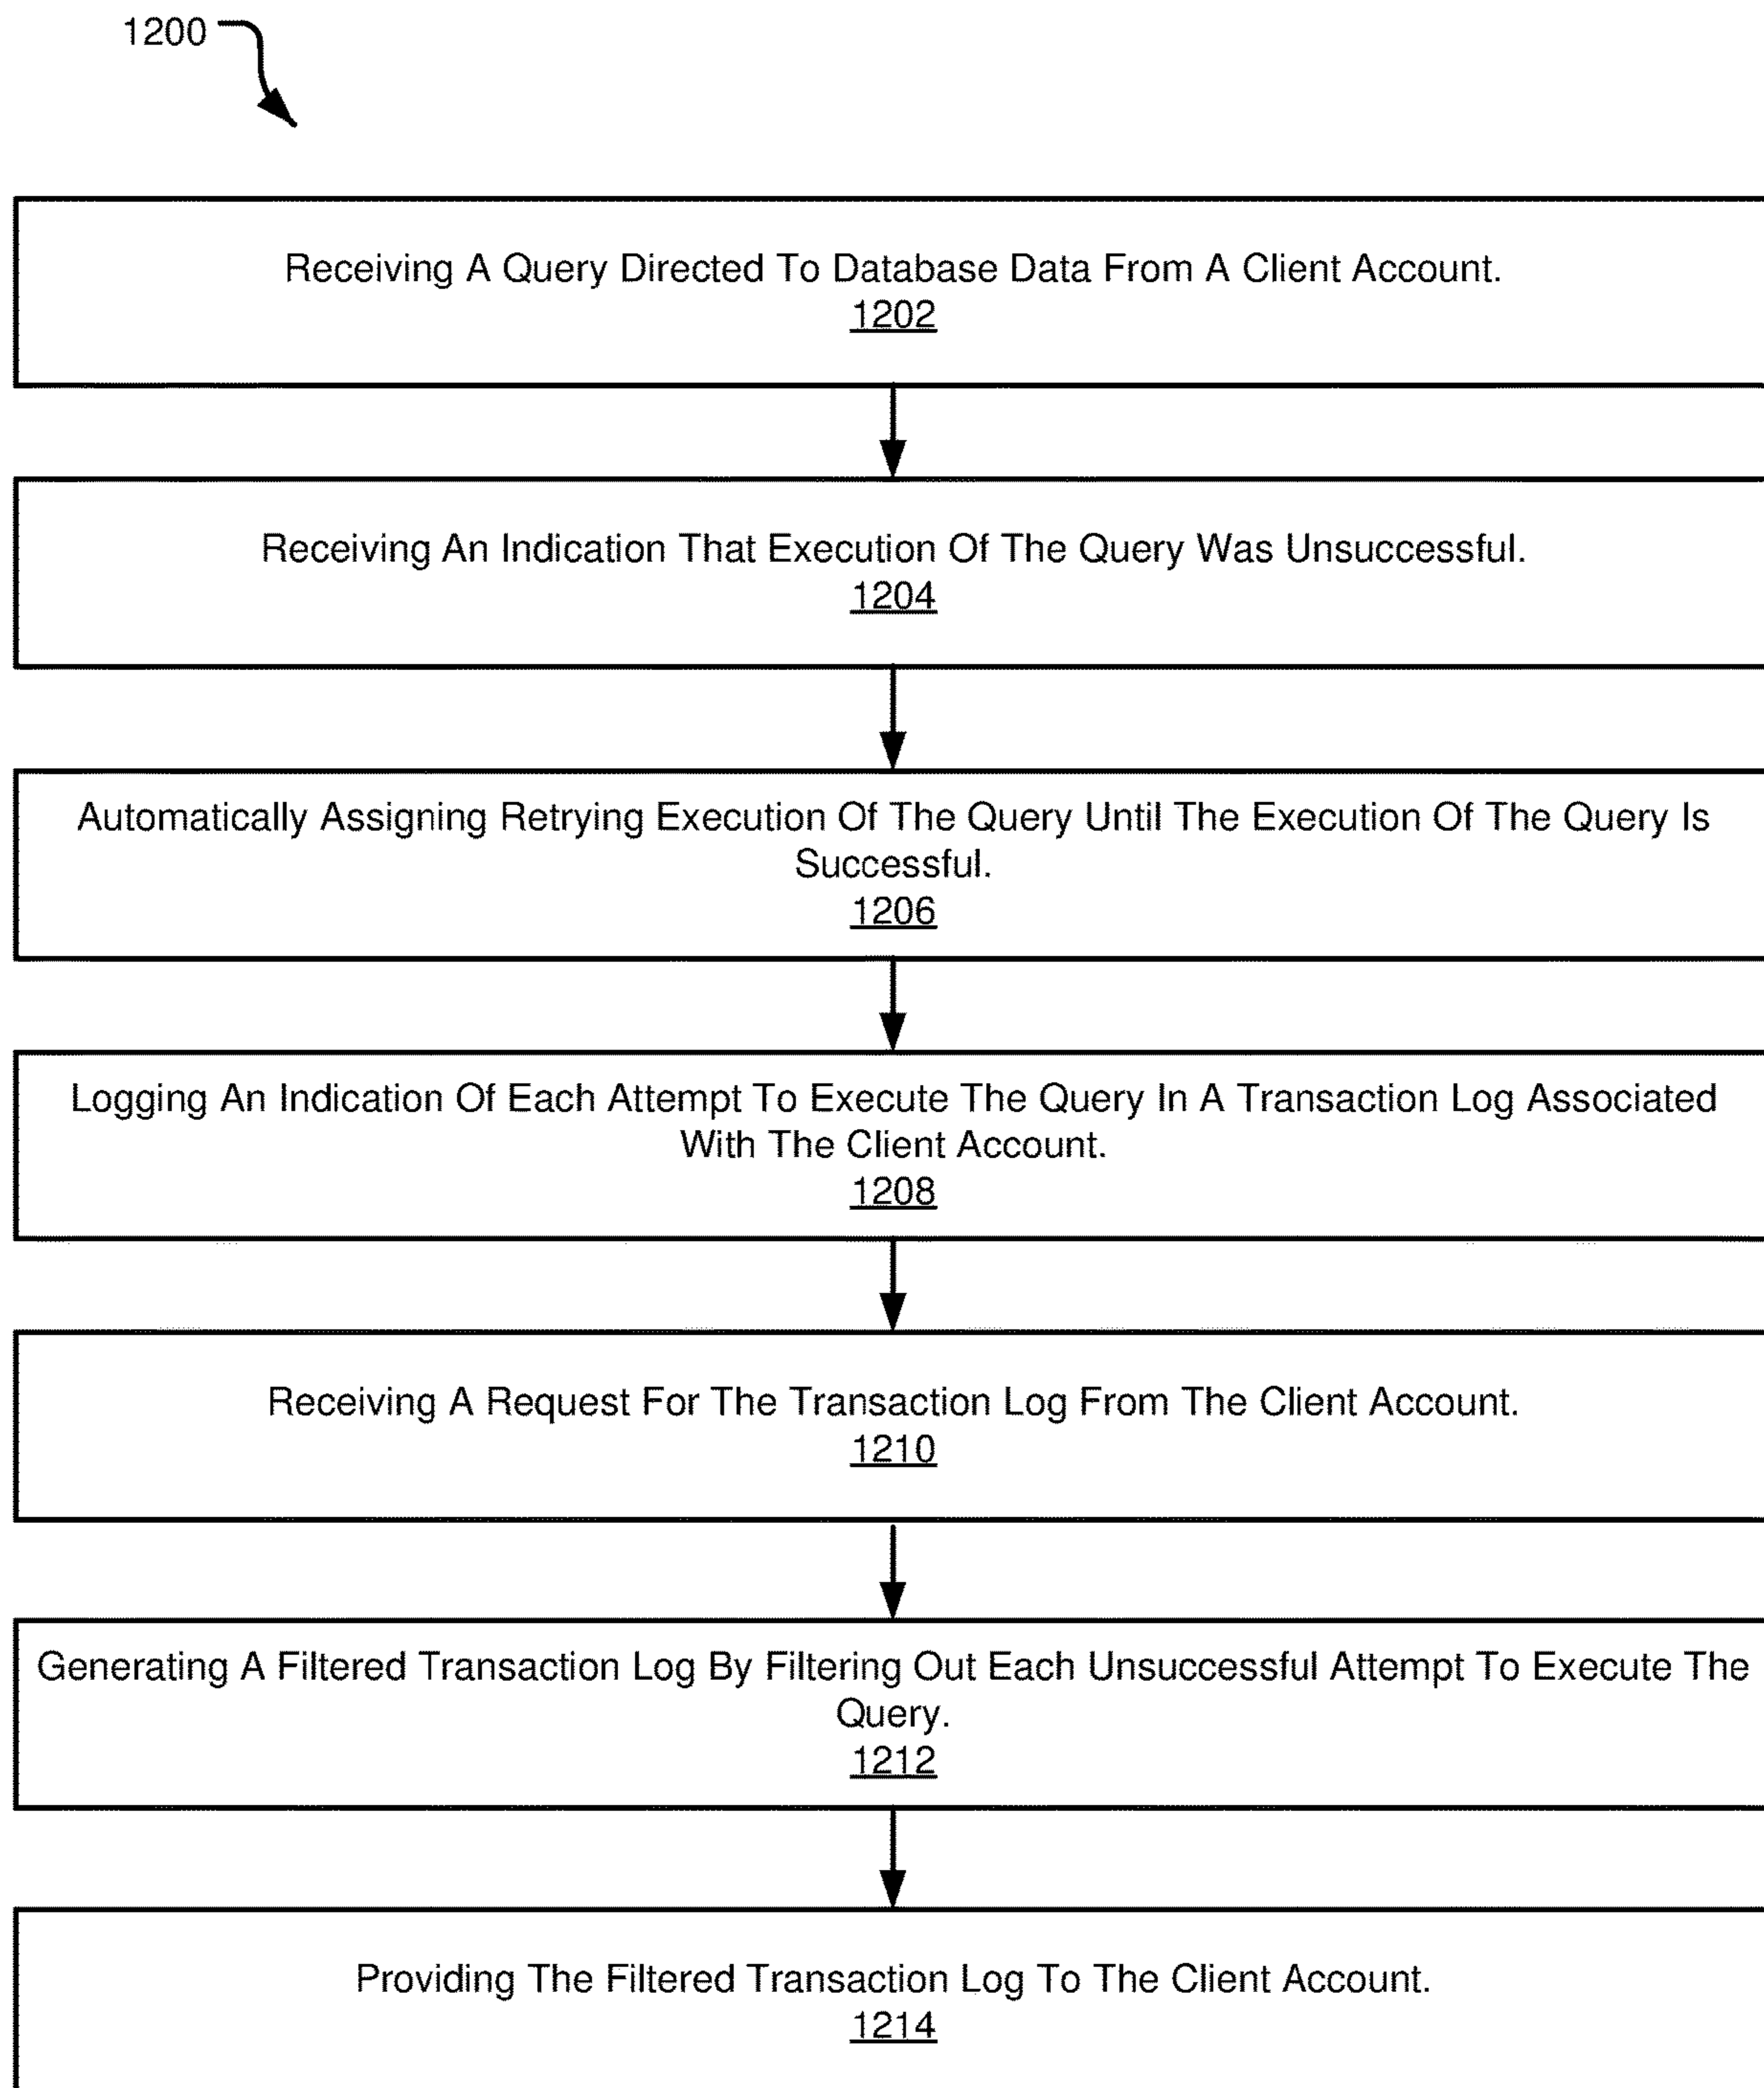 1200
Receiving A Query Directed To Database Data From A Client Account.
1202
Receiving An Indication That Execution Of The Query Was Unsuccessful.
1204
Automatically Assigning Retrying Execution Of The Query Until The Execution Of The Query Is
Successful.
1206
Logging An Indication Of Each Attempt To Execute The Query In A Transaction Log Associated
With The Client Account.
1208
Receiving A Request For The Transaction Log From The Client Account.
1210
Generating A Filtered Transaction Log By Filtering Out Each Unsuccessful Attempt To Execute The
Query.
1212
Providing The Filtered Transaction Log To The Client Account.
1214